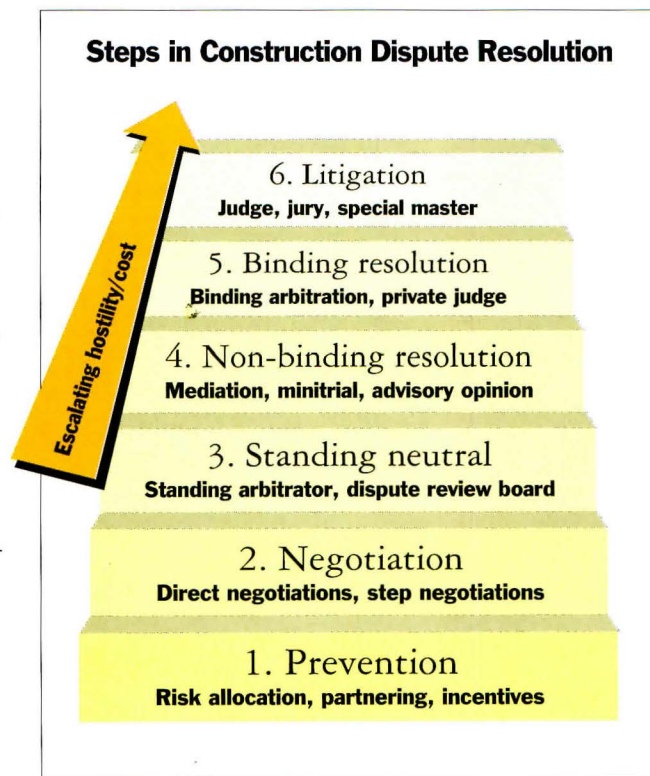 Steps in Construction Dispute Resolution
Escalating hostility/cost
6. Litigation
Judge, jury, special master
5. Binding resolution
Binding arbitration, private judge
4. Non-binding resolution
Mediation, minitrial, advisory opinion
3. Standing neutral
Standing arbitrator, dispute review board
2. Negotiation
Direct negotiations, step negotiations
1. Prevention
Risk allocation, partnering, incentives